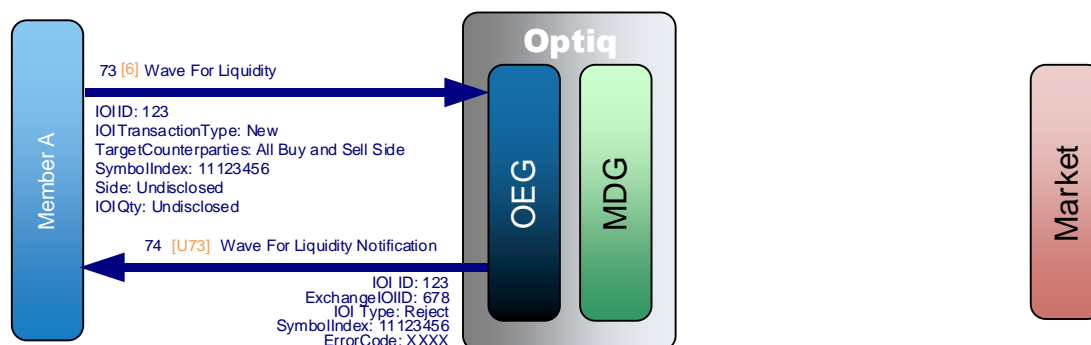 Optiq
73 [6] Wave For Liquidity
IOIID: 123
IOITransactionType: New
TargetCounterparties: All Buy and Sell Side
SymbolIndex: 11123456
Side: Undisclosed
IOIQty: Undisclosed
Member A
OEG
MDG
Market
74 [U73] Wave For Liquidity Notification
IOI ID: 123
ExchangeIOIID: 678
IOI Type: Reject
SymbolIndex: 11123456
ErrorCode: XXXX